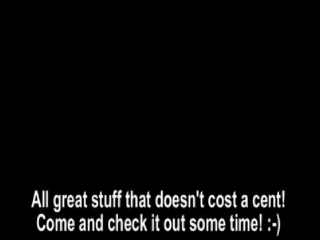 All great stuff that doesn't cost a cent!
Come and check it out some time! :-)